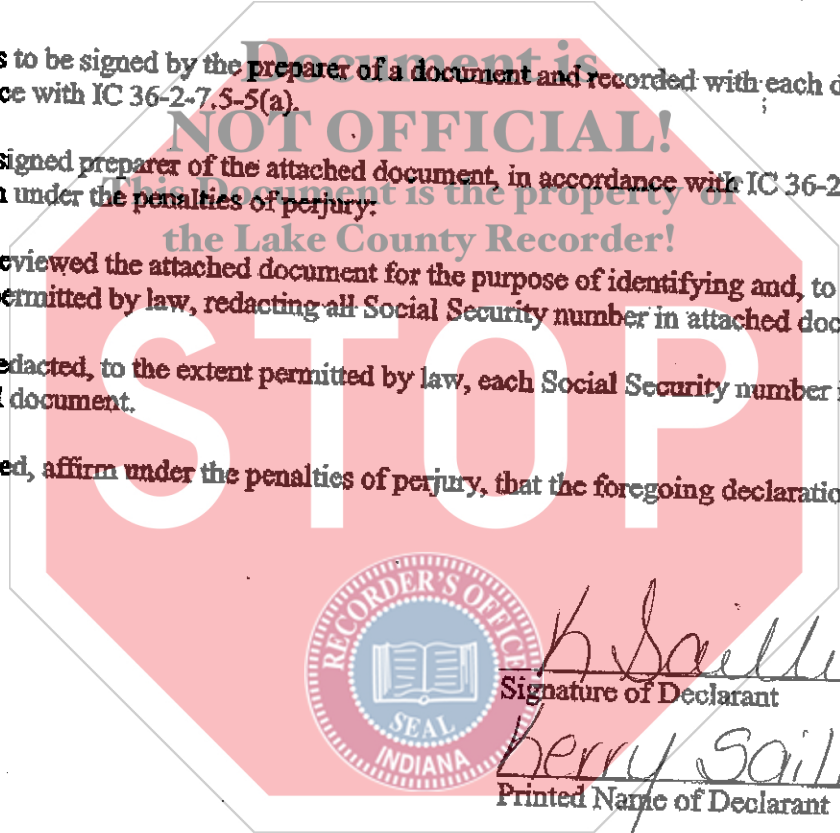 Document is
s to be signed by the preparer of a document and recorded with each d
ce with IC 36-2-7.5-5(a).
NOT OFFICIAL!
signed preparer of the attached document, in accordance with IC 36-2
This Document is the property of
n under the penalties of perjury:
the Lake County Recorder!
eviewed the attached document for the purpose of identifying and, to
ermitted by law, redacting all Social Security number in attached doc
STOP
edacted, to the extent permitted by law, each Social Security number
document.
ed, affirm under the penalties of perjury, that the foregoing declaratio
RECORDER'S OFFICE
SEAL
INDIANA
K Saill
Signature of Declarant
Kerry Sail
Printed Name of Declarant